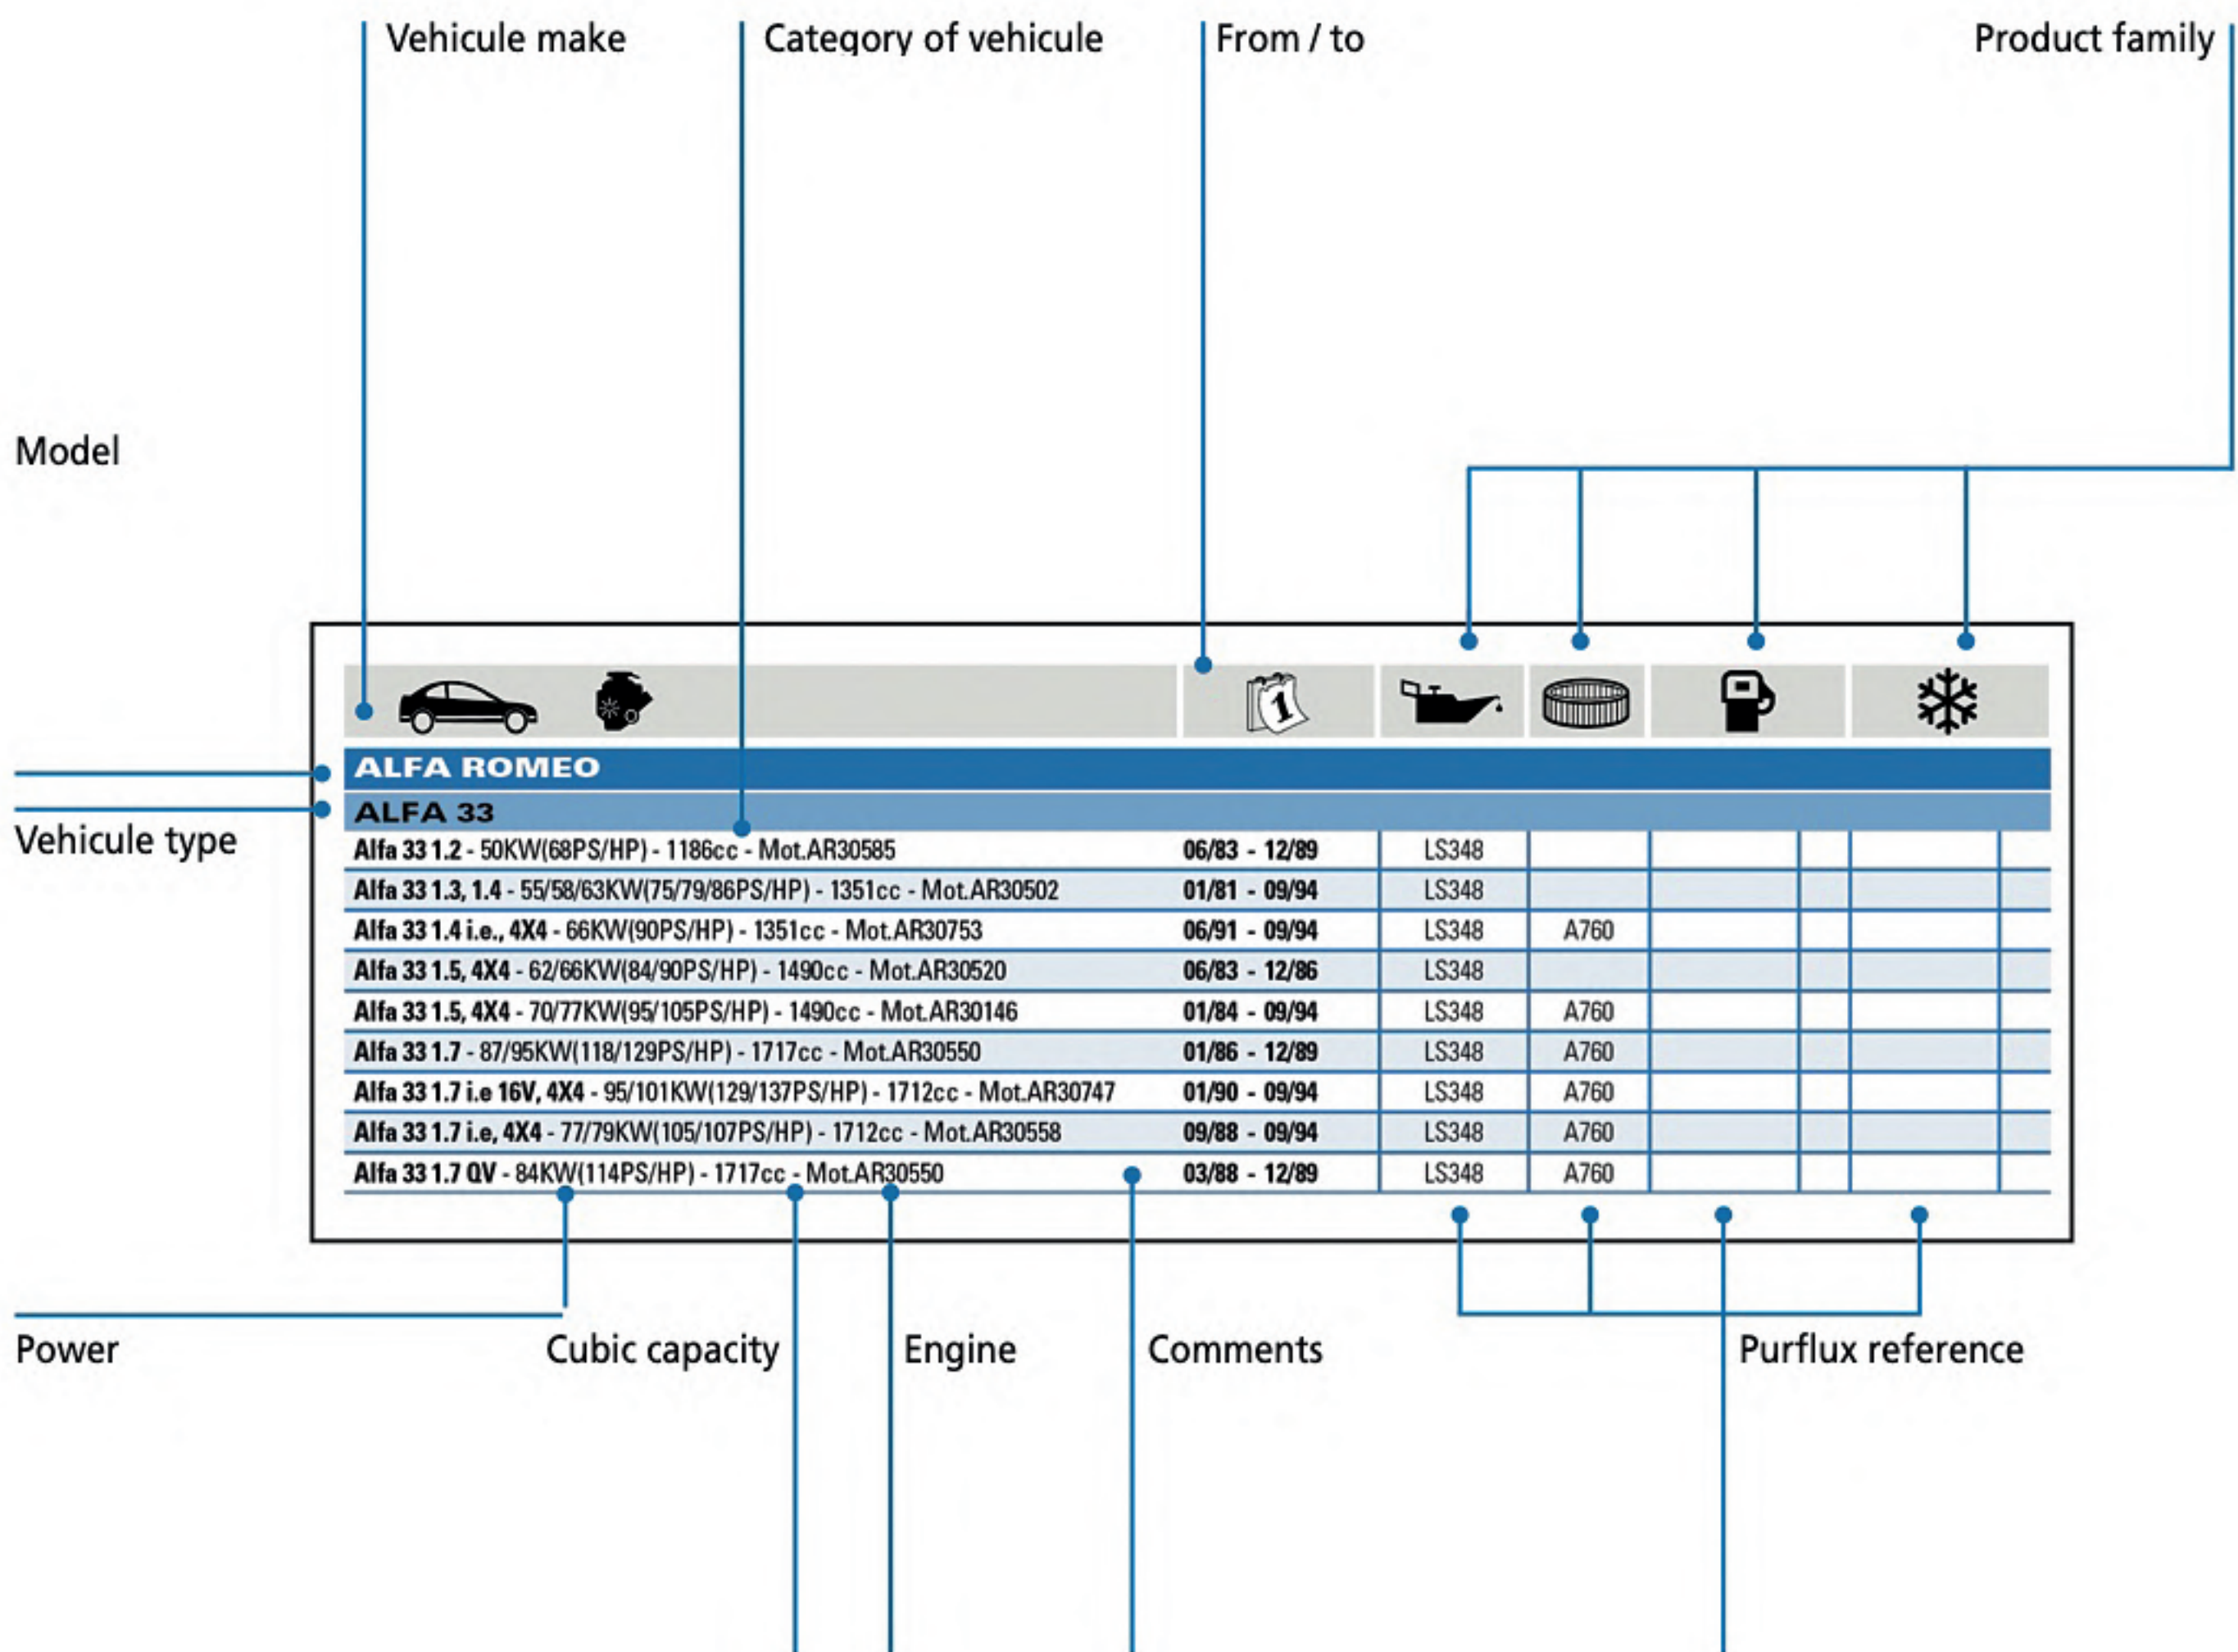 Vehicule make Category of vehicule From / to Product family
Model
1
ALFA ROMEO
ALFA 33
Vehicule type
Alfa 33 1.2 - 50KW(68PS/HP) - 1186cc - Mot.AR30585 06/83 - 12/89 LS348
Alfa 33 1.3, 1.4 - 55/58/63KW(75/79/86PS/HP) - 1351cc - Mot.AR30502 01/81 - 09/94 LS348
Alfa 33 1.4 i.e., 4X4 - 66KW(90PS/HP) - 1351cc - Mot.AR30753 06/91 - 09/94 LS348 A760
Alfa 33 1.5, 4X4 - 62/66KW(84/90PS/HP) - 1490cc - Mot.AR30520 06/83 - 12/86 LS348
Alfa 33 1.5, 4X4 - 70/77KW(95/105PS/HP) - 1490cc - Mot.AR30146 01/84 - 09/94 LS348 A760
Alfa 33 1.7 - 87/95KW(118/129PS/HP) - 1717cc - Mot.AR30550 01/86 - 12/89 LS348 A760
Alfa 33 1.7 i.e 16V, 4X4 - 95/101KW(129/137PS/HP) - 1712cc - Mot.AR30747 01/90 - 09/94 LS348 A760
Alfa 33 1.7 i.e, 4X4 - 77/79KW(105/107PS/HP) - 1712cc - Mot.AR30558 09/88 - 09/94 LS348 A760
Alfa 33 1.7 QV - 84KW(114PS/HP) - 1717cc - Mot.AR30550 03/88 - 12/89 LS348 A760
Power Cubic capacity Engine Comments Purflux reference